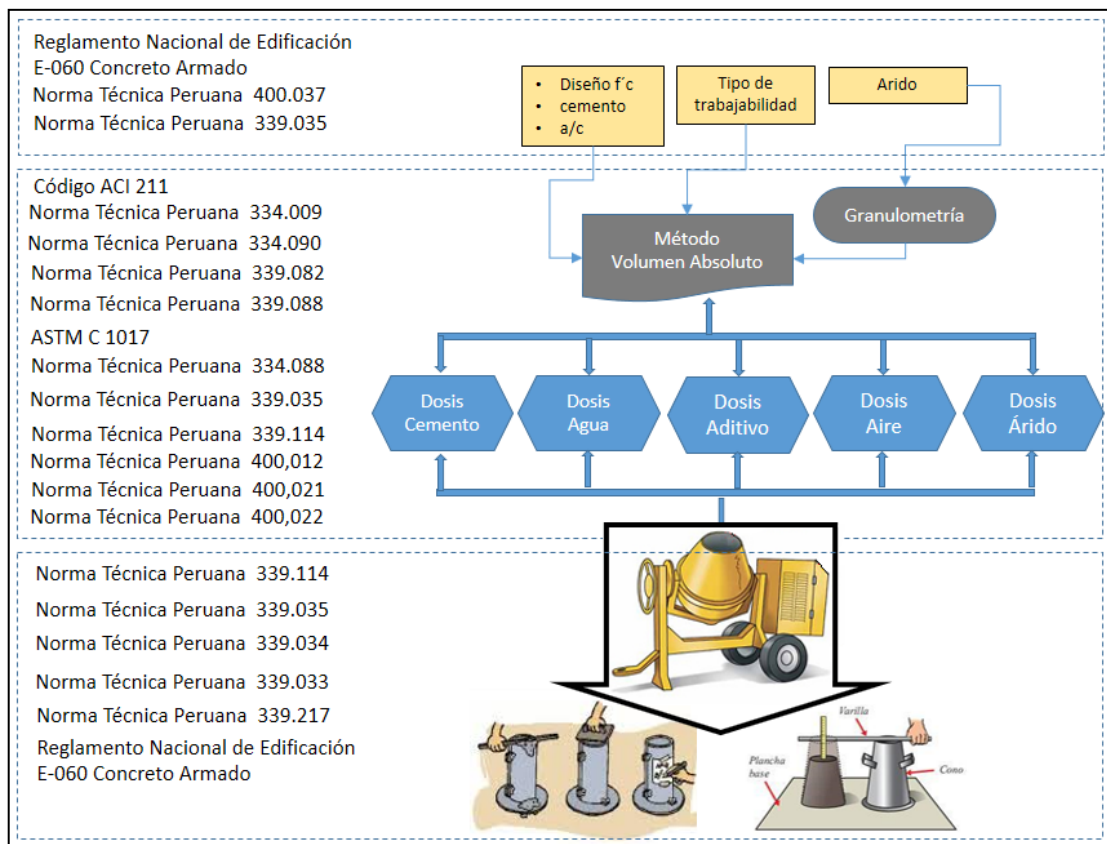 Reglamento Nacional de Edificación
E-060 Concreto Armado
Norma Técnica Peruana 400.037
Norma Técnica Peruana 339.035
• Diseño f´c
• cemento
• a/c
Tipo de
trabajabilidad
Arido
Código ACI 211
Norma Técnica Peruana 334.009
Norma Técnica Peruana 334.090
Norma Técnica Peruana 339.082
Norma Técnica Peruana 339.088
ASTM C 1017
Norma Técnica Peruana 334.088
Norma Técnica Peruana 339.035
Norma Técnica Peruana 339.114
Norma Técnica Peruana 400,012
Norma Técnica Peruana 400,021
Norma Técnica Peruana 400,022
Granulometría
Método
Volumen Absoluto
Dosis
Cemento
Dosis
Agua
Dosis
Aditivo
Dosis
Aire
Dosis
Árido
Norma Técnica Peruana 339.114
Norma Técnica Peruana 339.035
Norma Técnica Peruana 339.034
Norma Técnica Peruana 339.033
Norma Técnica Peruana 339.217
Reglamento Nacional de Edificación
E-060 Concreto Armado
Varilla
Plancha
base
Cono